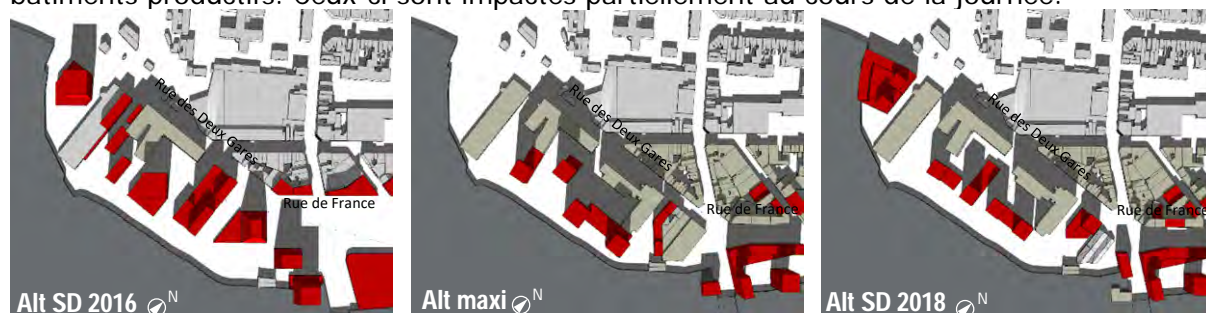 bâtiments productifs. Ceux-ci sont impactés partiellement au cours de la journée.
Rue des Deux Gares
Rue de France
Alt SD 2016 N
Rue des Deux Gares
Rue de France
Alt maxi N
Rue des Deux Gares
Rue de France
Alt SD 2018 N